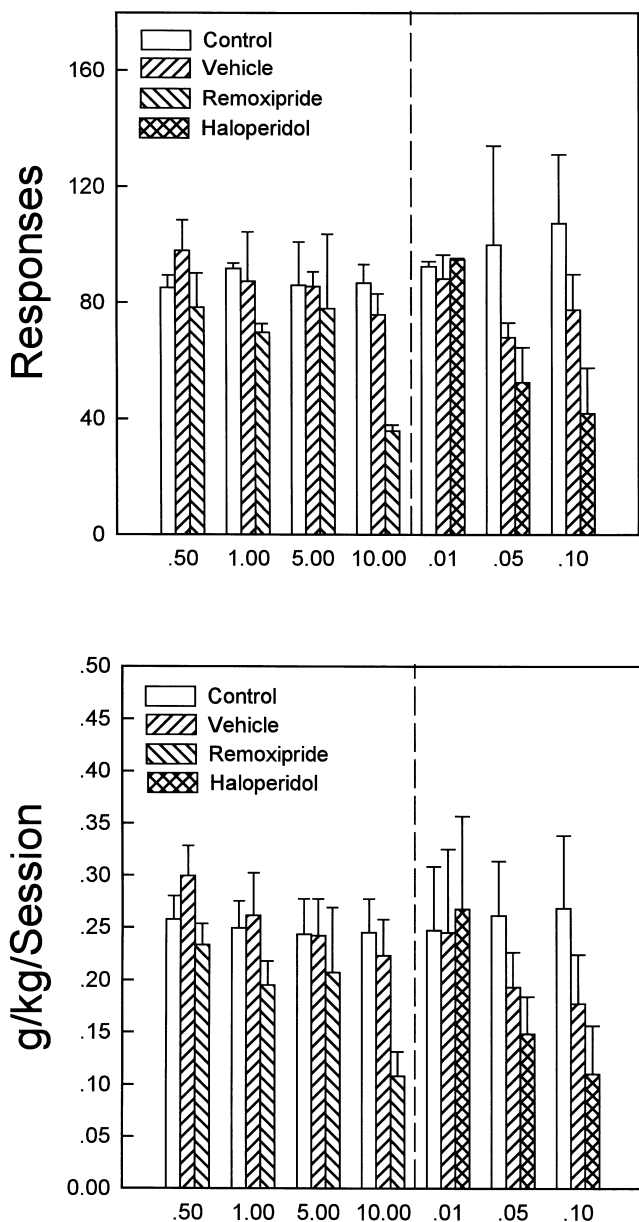 160
120
80
40
0
Responses
Control
Vehicle
Remoxipride
Haloperidol
.50 1.00 5.00 10.00 .01 .05 .10
.50
.45
.40
.35
.30
.25
.20
.15
.10
.05
0.00
g/kg/Session
Control
Vehicle
Remoxipride
Haloperidol
.50 1.00 5.00 10.00 .01 .05 .10